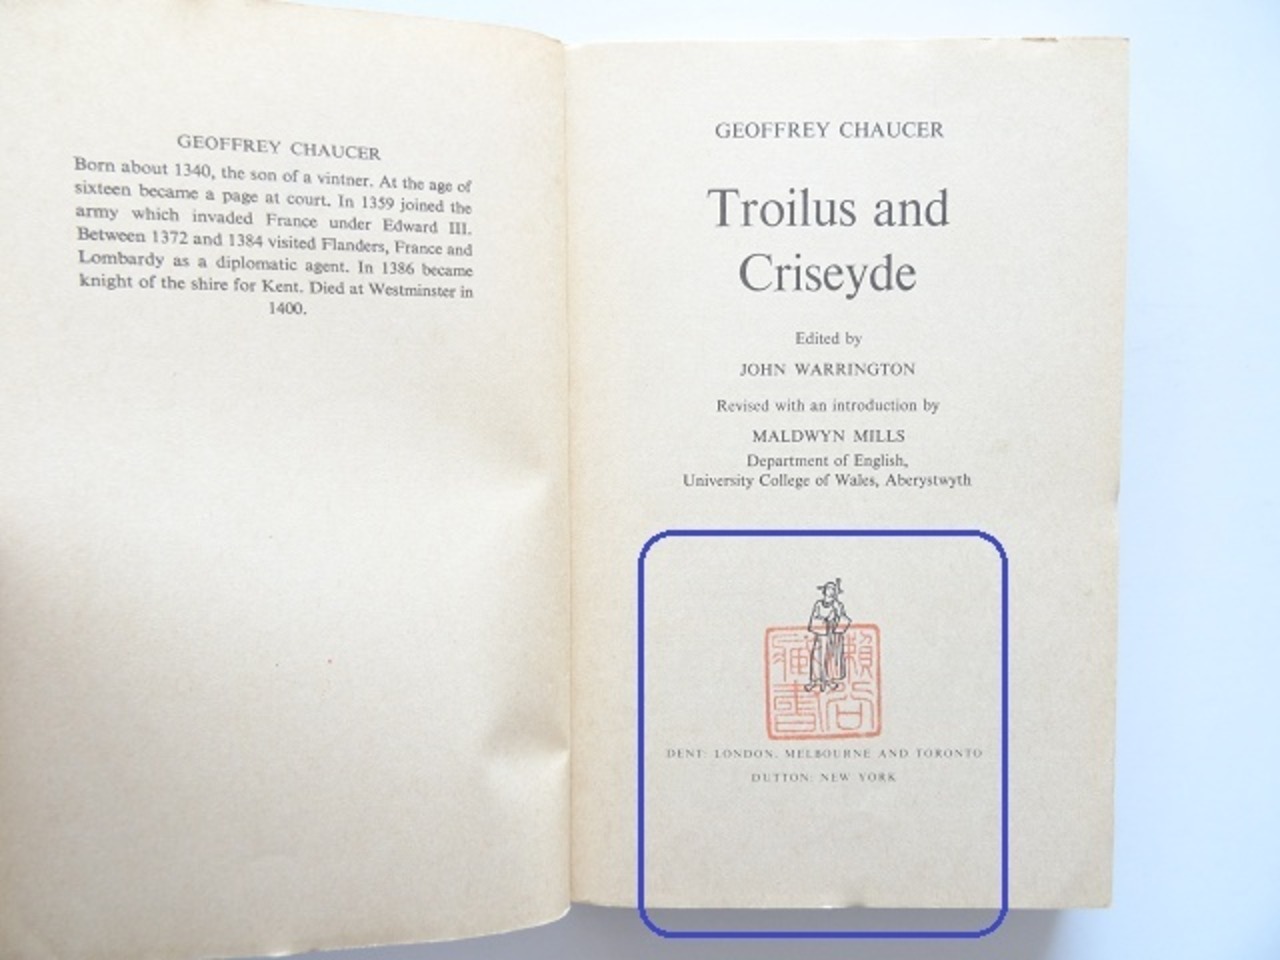 GEOFFREY CHAUCER
Born about 1340, the son of a vintner. At the age of
sixteen became a page at court. In 1359 joined the
army which invaded France under Edward III.
Between 1372 and 1384 visited Flanders, France and
Lombardy as a diplomatic agent. In 1386 became
knight of the shire for Kent. Died at Westminster in
1400.
GEOFFREY CHAUCER
Troilus and
Criseyde
Edited by
JOHN WARRINGTON
Revised with an introduction by
MALDWYN MILLS
Department of English,
University College of Wales, Aberystwyth
瀬谷
蔵書
DENT: LONDON, MELBOURNE AND TORONTO
DUTTON: NEW YORK